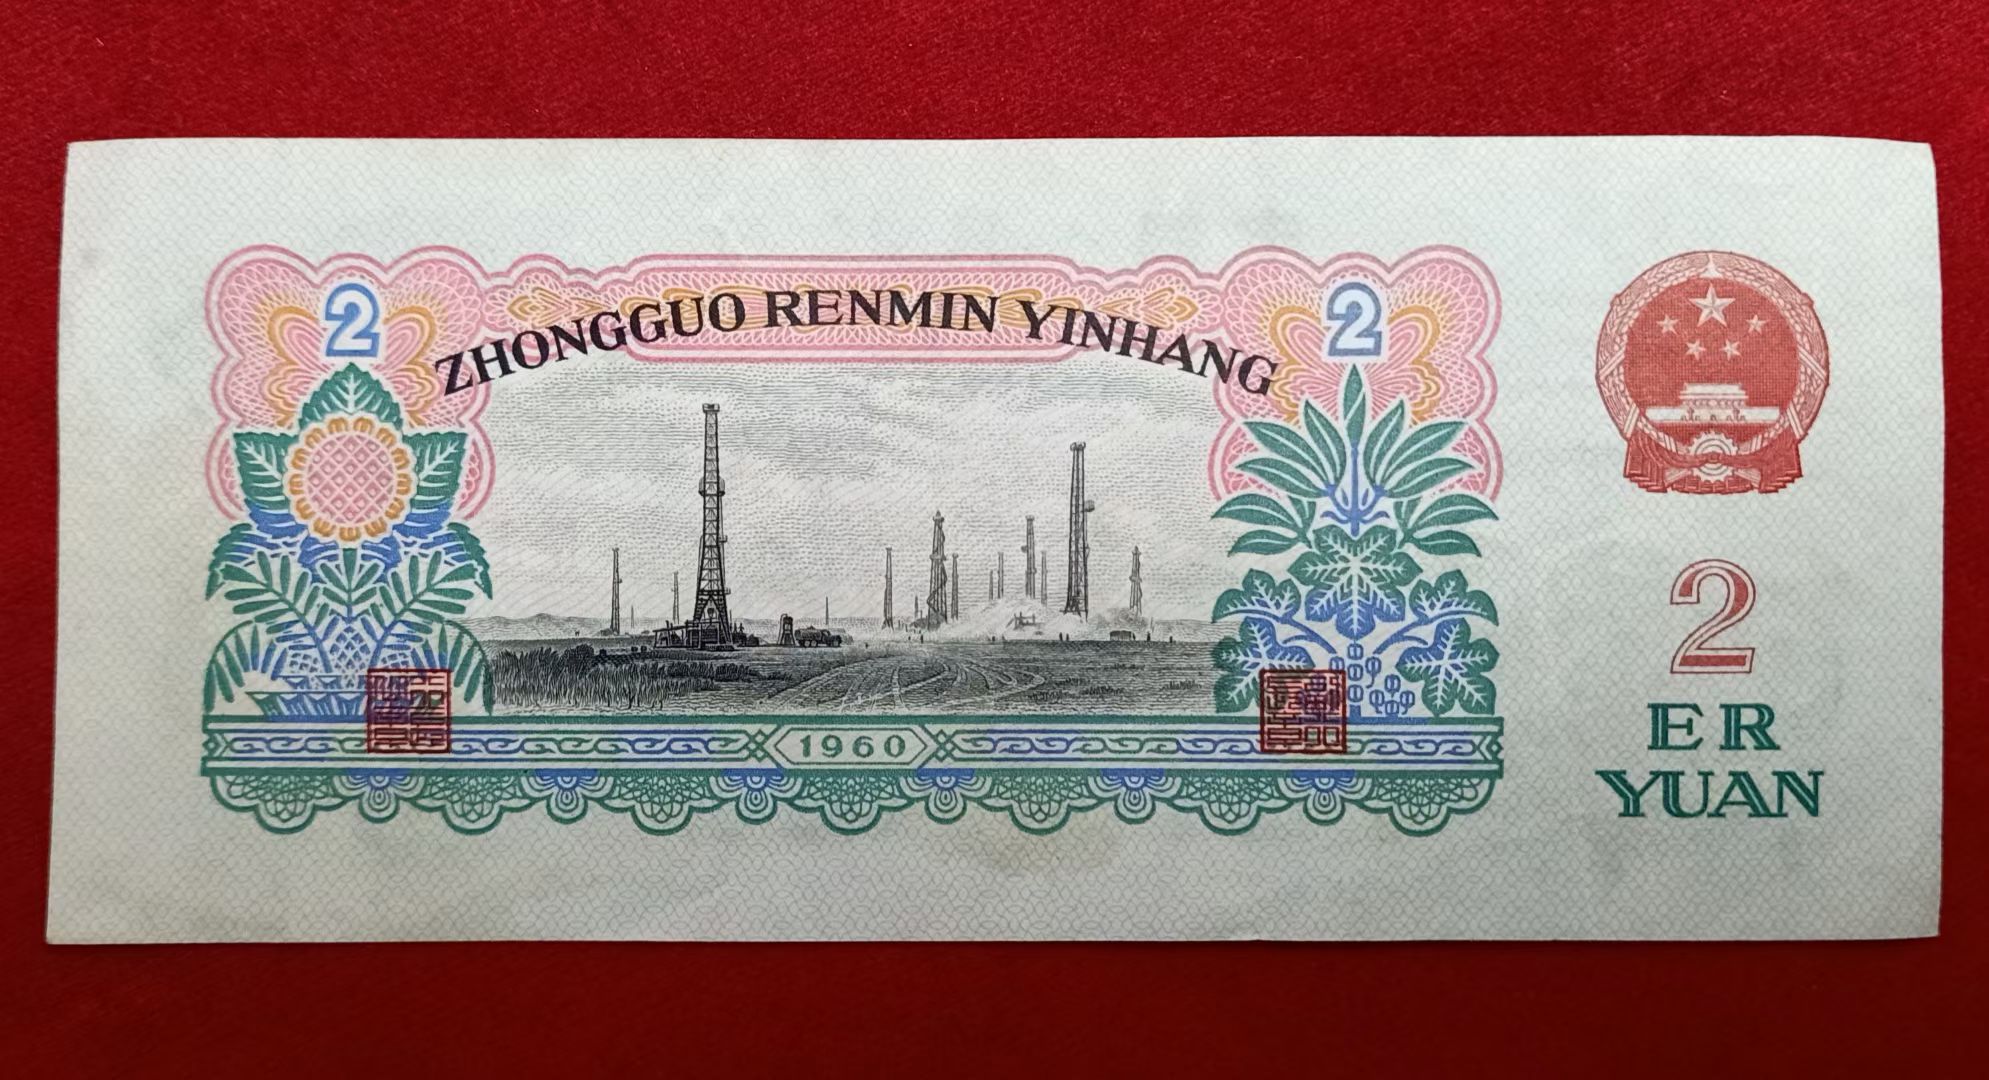 ZHONGGUO RENMIN YINHANG
2
2
1960
2
ER
YUAN